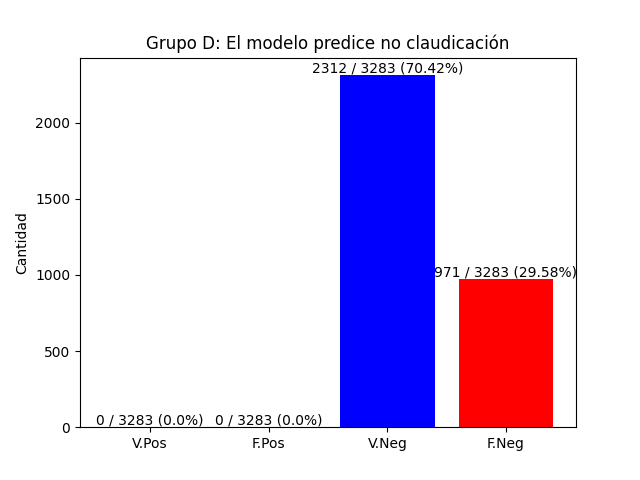 Grupo D: El modelo predice no claudicación
2312 / 3283 (70.42%)
2000
1500
Cantidad
1000
971 / 3283 (29.58%)
500
0 / 3283 (0.0%)
0 / 3283 (0.0%)
0
V.Pos
F.Pos
V.Neg
F.Neg